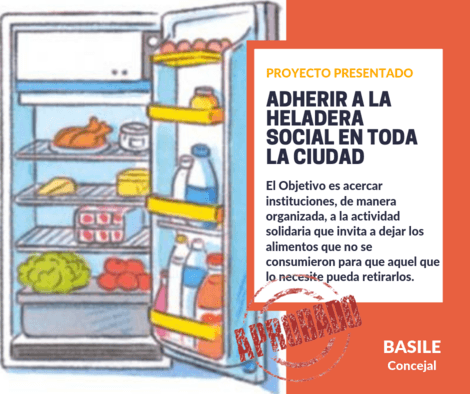 PROYECTO PRESENTADO
ADHERIR A LA
HELADERA
SOCIAL EN TODA
LA CIUDAD
El Objetivo es acercar
instituciones, de manera
organizada, a la actividad
solidaria que invita a dejar los
alimentos que no se
consumieron para que aquel que
lo necesite pueda retirarlos.
APROBADO
BASILE
Concejal